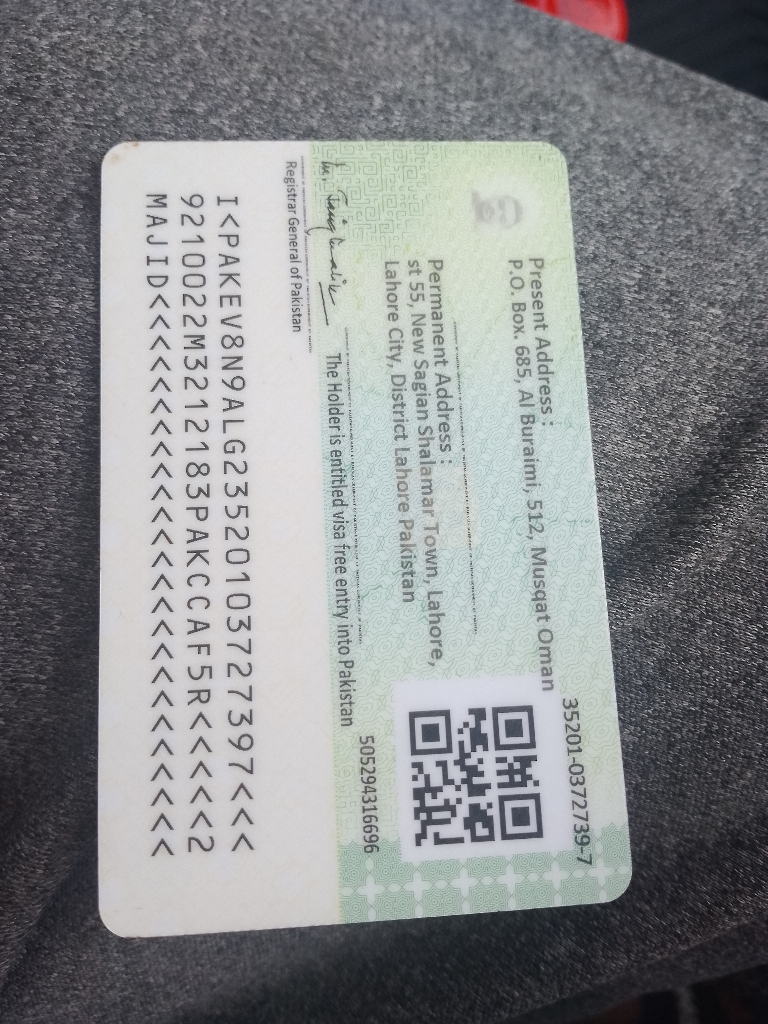 35201-0372739-7
Present Address :
P.O. Box. 685, Al Buraimi, 512, Musqat Oman
Permanent Address :
st 55, New Sagian Shalamar Town, Lahore,
Lahore City, District Lahore Pakistan
505294316696
The Holder is entitled visa free entry into Pakistan
Registrar General of Pakistan
I<PAKEV8N9ALG23520103727397<<<
9210022M3212183PAKCCAF5R<<<<<2
MAJID<<<<<<<<<<<<<<<<<<<<<<<<<